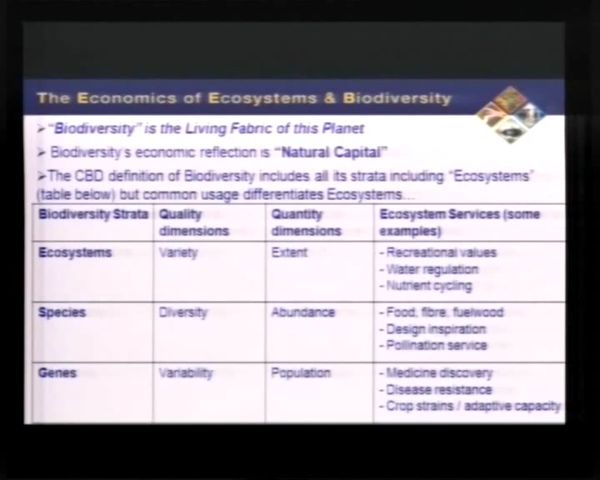 The Economics of Ecosystems & Biodiversity
➢"Biodiversity" is the Living Fabric of this Planet
➢ Biodiversity's economic reflection is "Natural Capital"
➢The CBD definition of Biodiversity includes all its strata including "Ecosystems"
(table below) but common usage differentiates Ecosystems...
Biodiversity Strata Quality dimensions Quantity dimensions Ecosystem Services (some examples)
Ecosystems Variety Extent - Recreational values
- Water regulation
- Nutrient cycling
Species Diversity Abundance - Food, fibre, fuelwood
- Design inspiration
- Pollination service
Genes Variability Population - Medicine discovery
- Disease resistance
- Crop strains / adaptive capacity